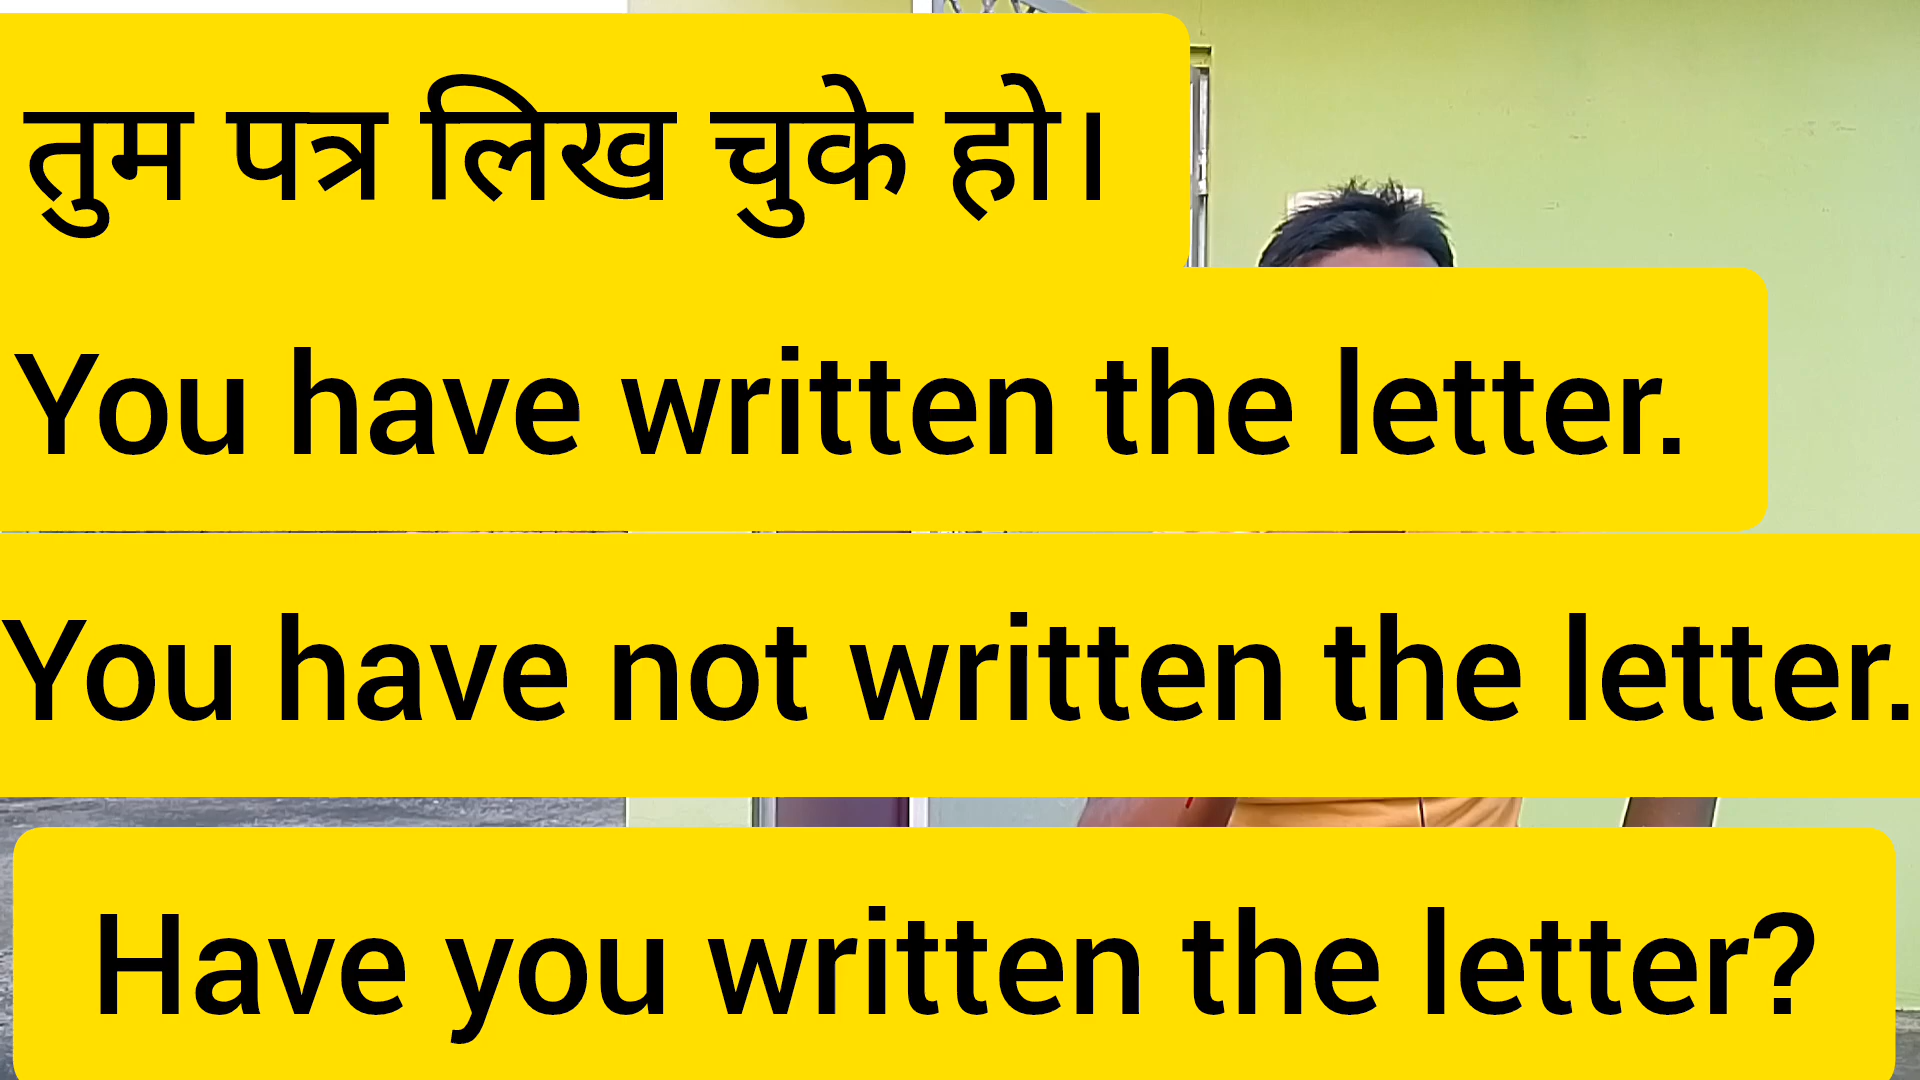 तुम पत्र लिख चुके हो।
You have written the letter.
You have not written the letter.
Have you written the letter?